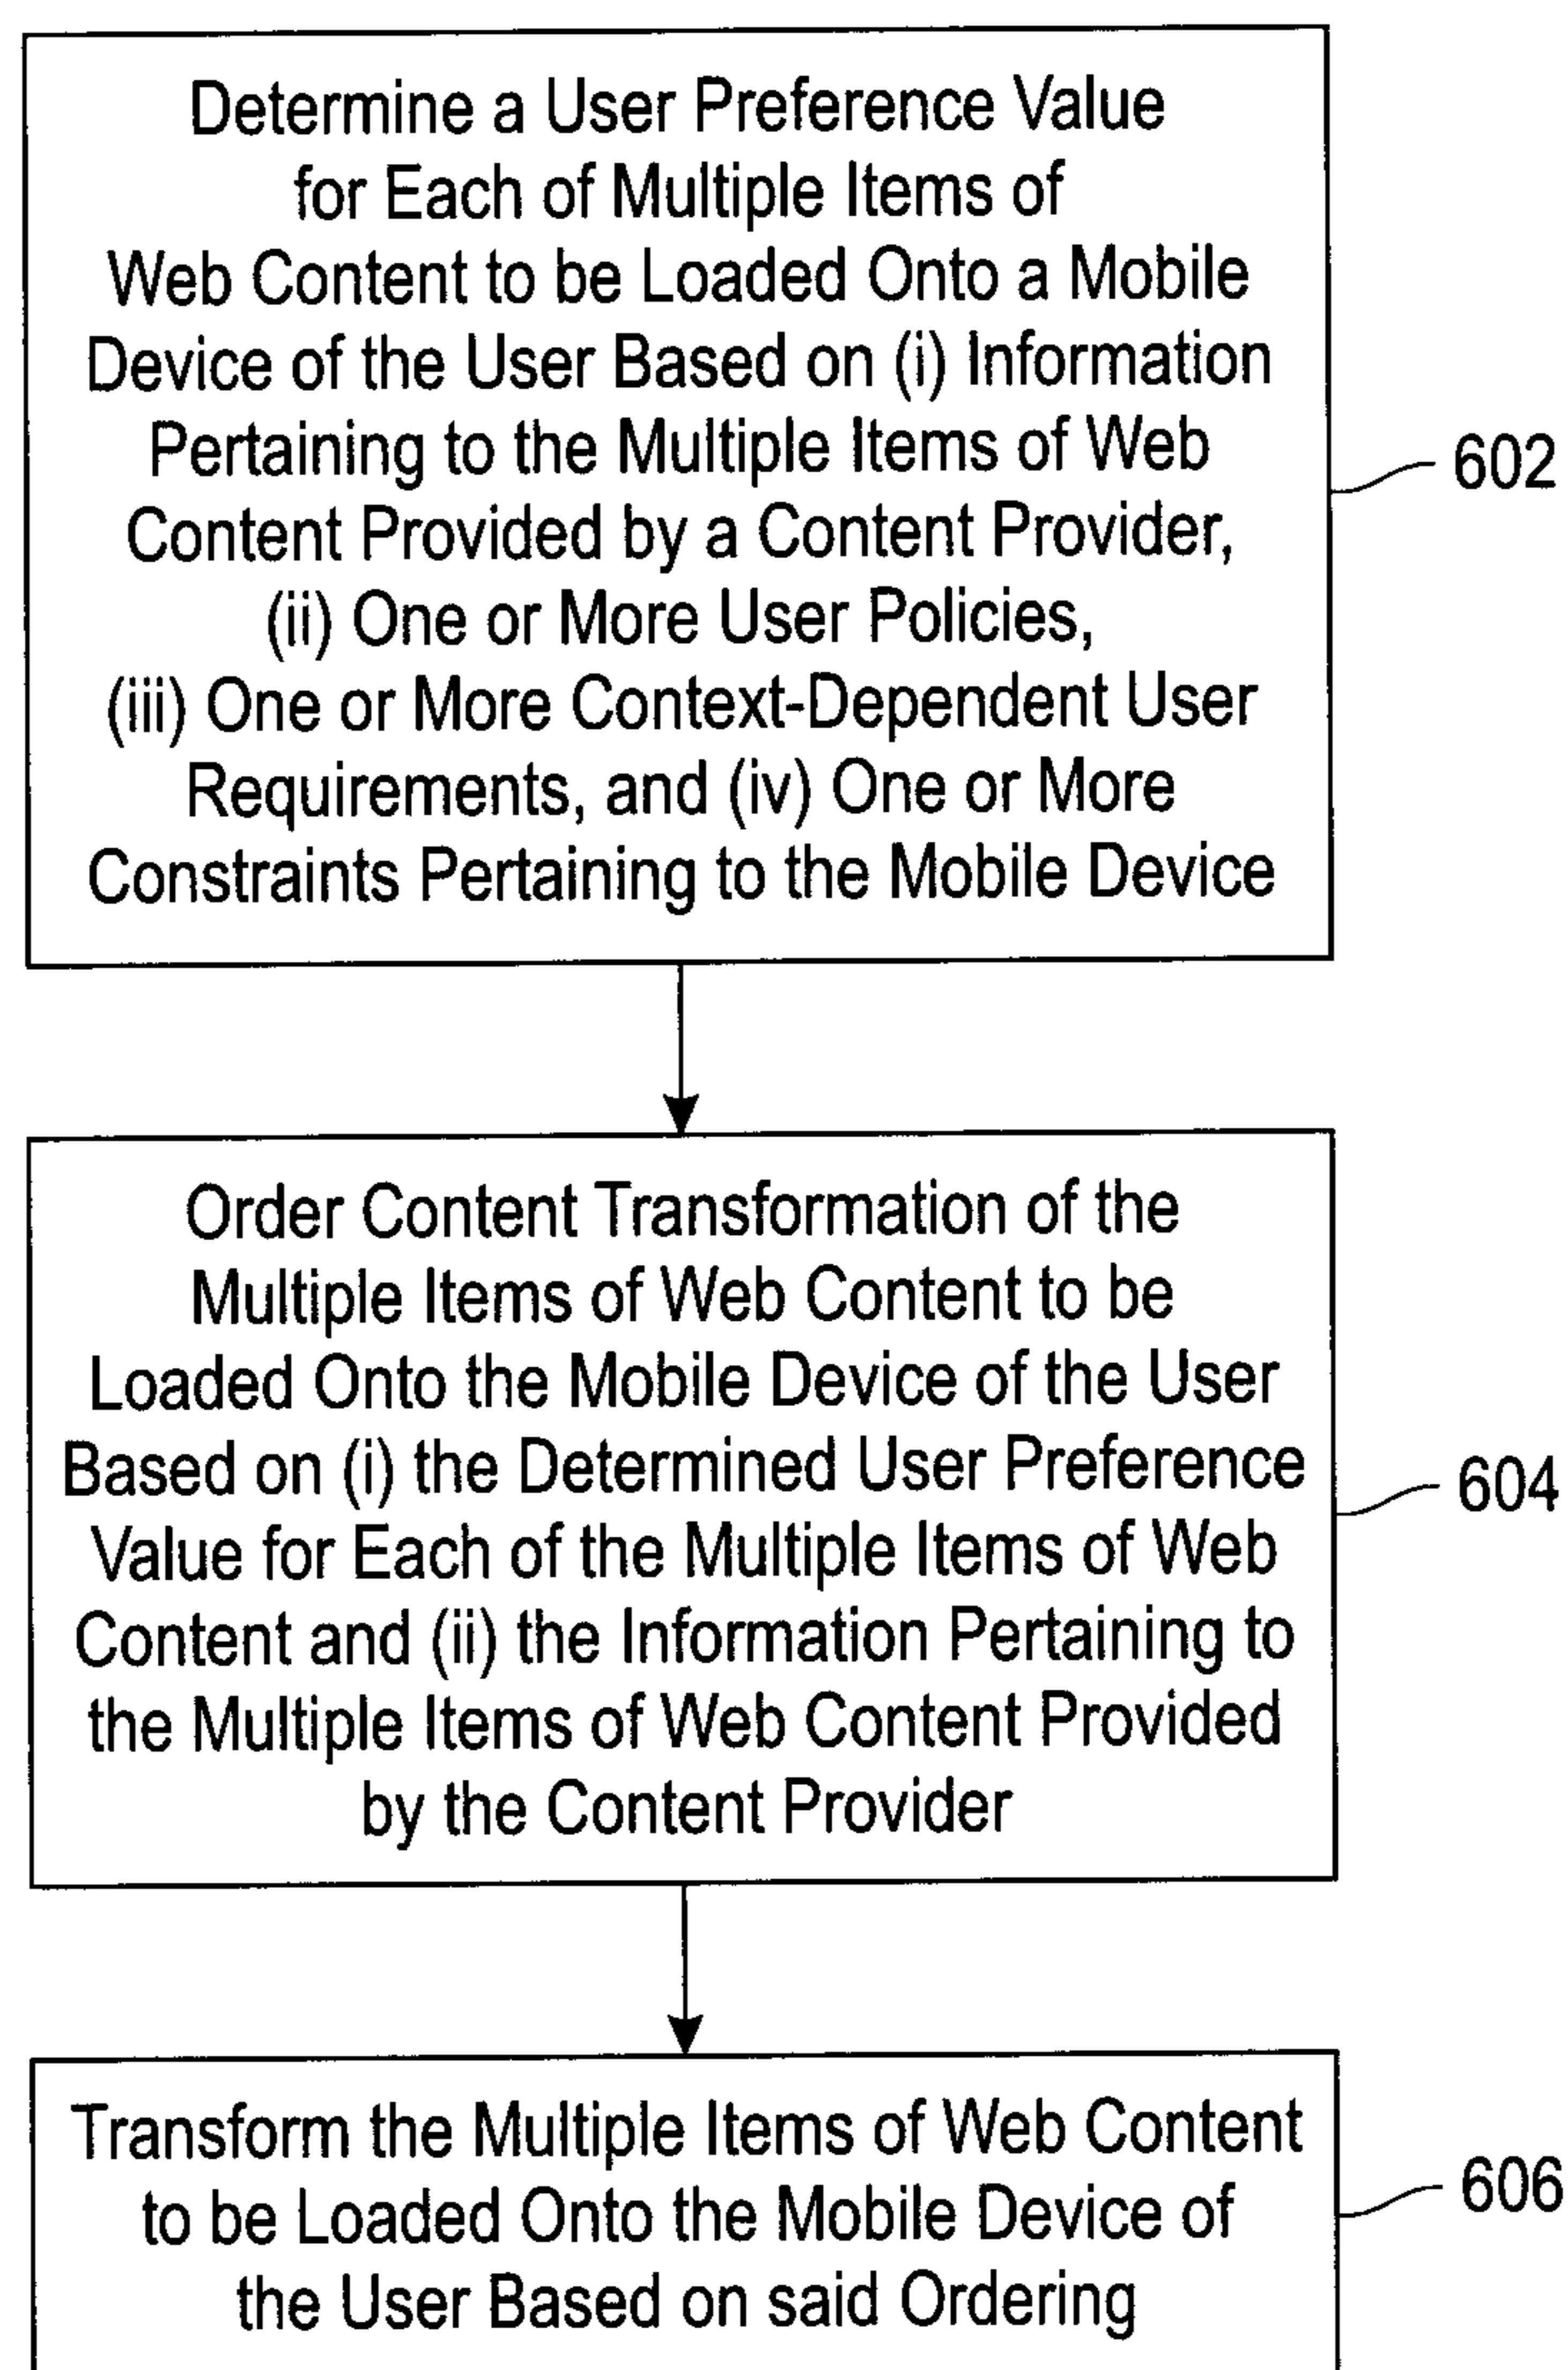 Determine a User Preference Value
for Each of Multiple Items of
Web Content to be Loaded Onto a Mobile
Device of the User Based on (i) Information
Pertaining to the Multiple Items of Web
Content Provided by a Content Provider,
(ii) One or More User Policies,
(iii) One or More Context-Dependent User
Requirements, and (iv) One or More
Constraints Pertaining to the Mobile Device
602
Order Content Transformation of the
Multiple Items of Web Content to be
Loaded Onto the Mobile Device of the User
Based on (i) the Determined User Preference
Value for Each of the Multiple Items of Web
Content and (ii) the Information Pertaining to
the Multiple Items of Web Content Provided
by the Content Provider
604
Transform the Multiple Items of Web Content
to be Loaded Onto the Mobile Device of
the User Based on said Ordering
606